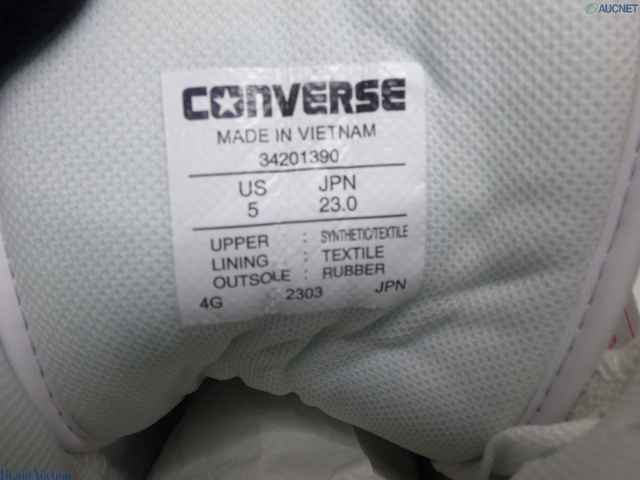 AUCNET
CONVERSE
MADE IN VIETNAM
34201390
US JPN
5 23.0
UPPER : SYNTHETIC/TEXTILE
LINING : TEXTILE
OUTSOLE : RUBBER
4G 2303 JPN
Brand Auction